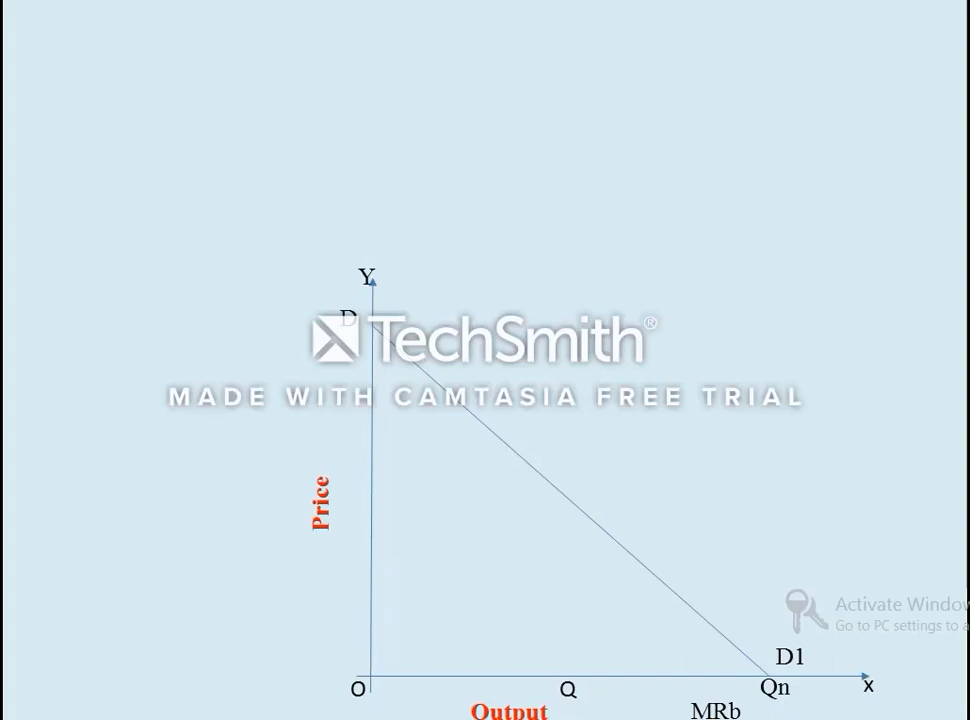 Y
D
TechSmith®
MADE WITH CAMTASIA FREE TRIAL
Price
Activate Window
Go to PC settings to a
D1
O
Q
Qn
x
Output
MRb